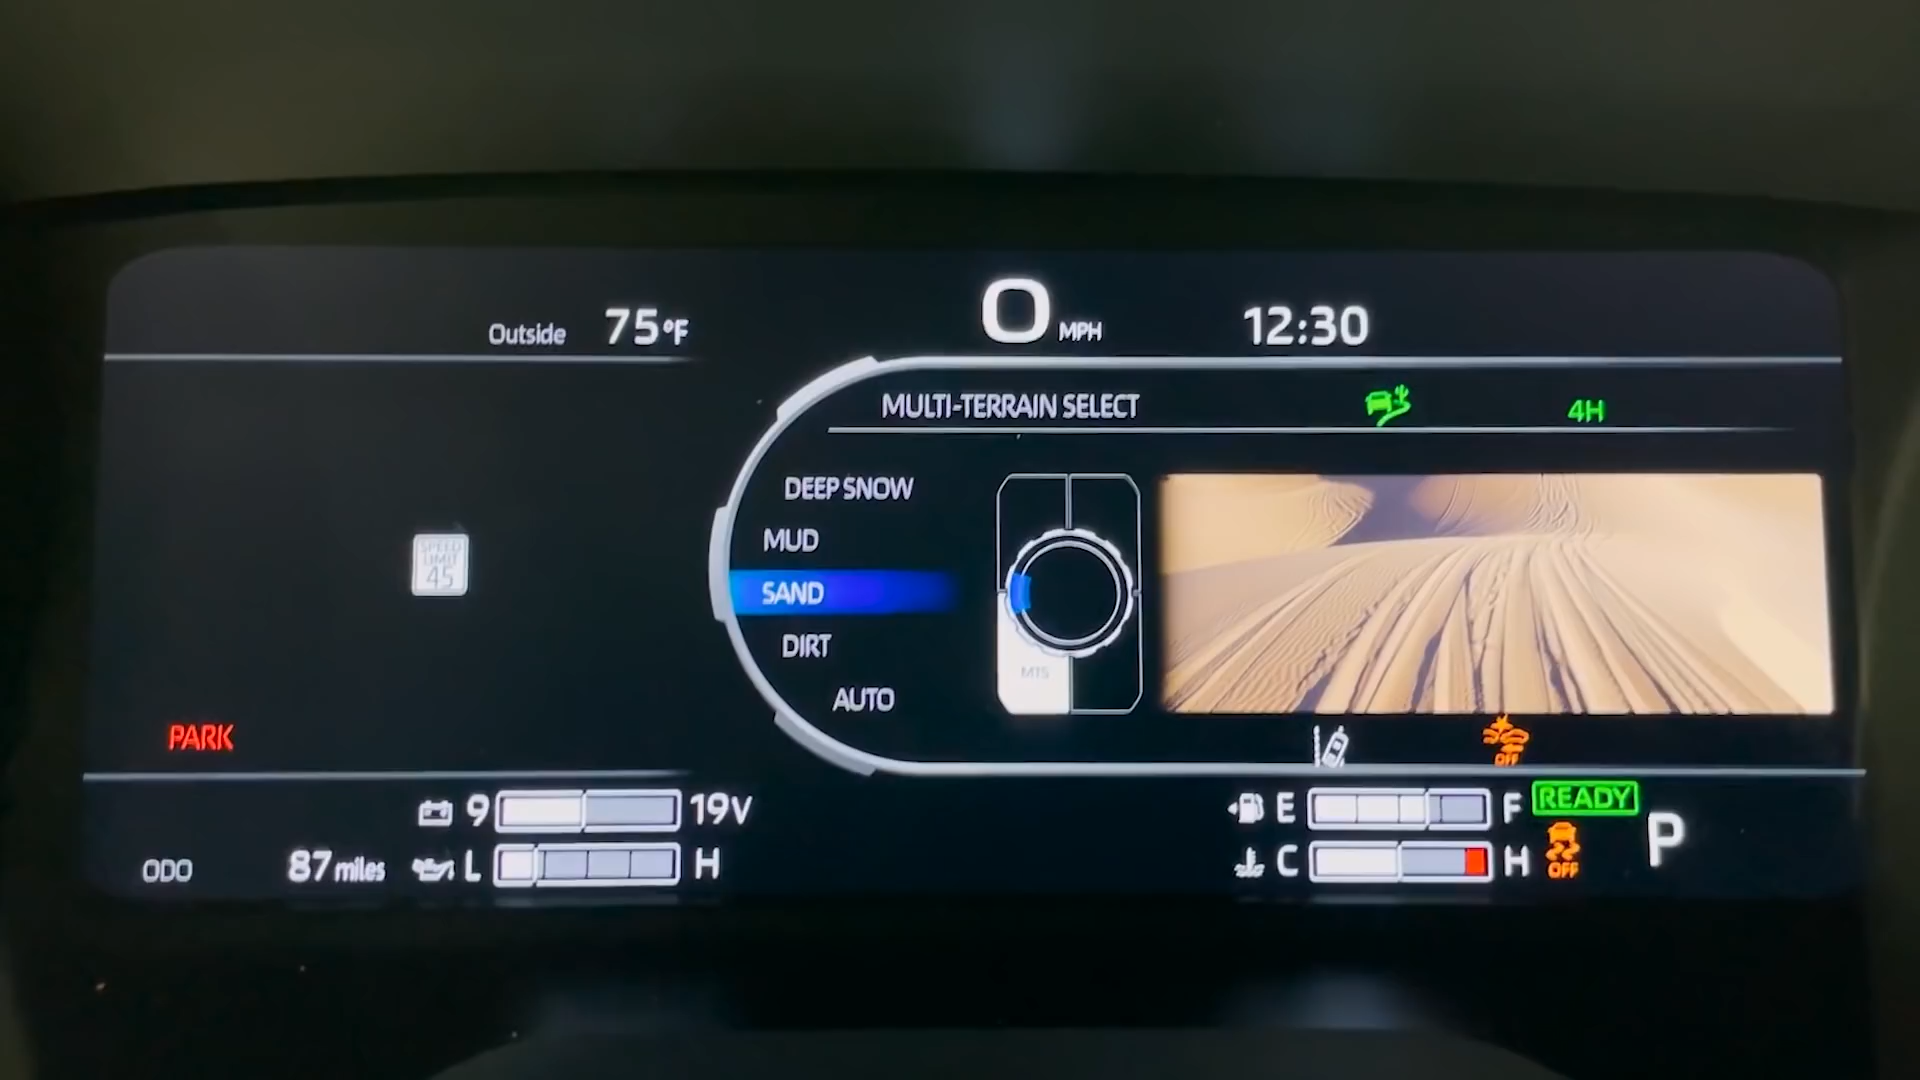 Outside 75°F
0 MPH
12:30
MULTI-TERRAIN SELECT
4H
DEEP SNOW
MUD
SAND
DIRT
AUTO
MTS
SPEED
LIMIT
45
PARK
OFF
9 19V
E F
READY
P
ODO 87 miles
L H
C H
OFF